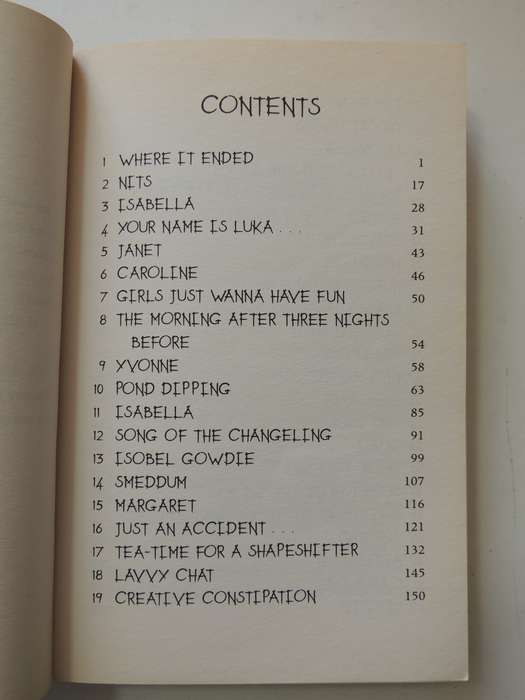 CONTENTS
1 WHERE IT ENDED 1
2 NITS 17
3 ISABELLA 28
4 YOUR NAME IS LUKA . . . 31
5 JANET 43
6 CAROLINE 46
7 GIRLS JUST WANNA HAVE FUN 50
8 THE MORNING AFTER THREE NIGHTS
BEFORE 54
9 YVONNE 58
10 POND DIPPING 63
11 ISABELLA 85
12 SONG OF THE CHANGELING 91
13 ISOBEL GOWDIE 99
14 SMEDDUM 107
15 MARGARET 116
16 JUST AN ACCIDENT . . . 121
17 TEA-TIME FOR A SHAPESHIFTER 132
18 LAVVY CHAT 145
19 CREATIVE CONSTIPATION 150